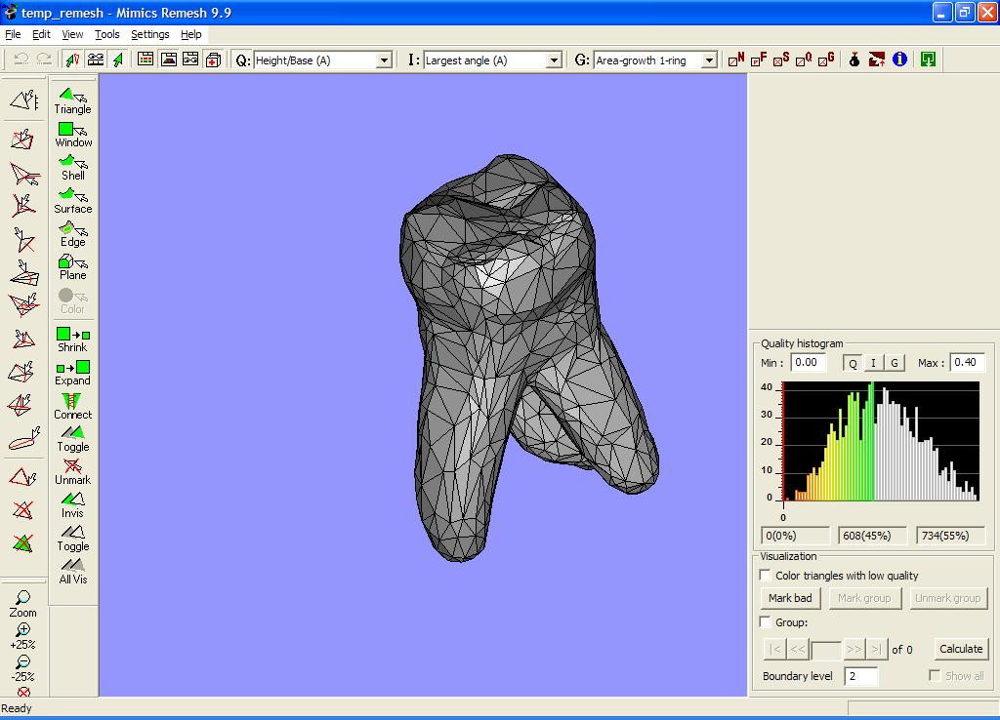 temp_remesh - Mimics Remesh 9.9
File Edit View Tools Settings Help
Q: Height/Base (A) I: Largest angle (A) G: Area-growth 1-ring N F S Q G
Triangle
Window
Shell
Surface
Edge
Plane
Color
Shrink
Expand
Connect
Toggle
Unmark
Invis
Toggle
All Vis
Zoom
+25%
-25%
Quality histogram
Min : 0.00 Q I G Max : 0.40
40
30
20
10
0
0
0(0%) 608(45%) 734(55%)
Visualization
Color triangles with low quality
Mark bad Mark group Unmark group
Group:
|< << >> >| of 0 Calculate
Boundary level 2 Show all
Ready